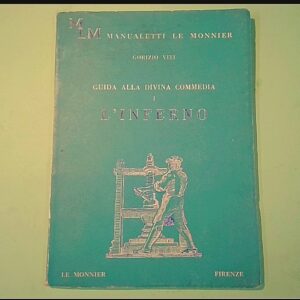 MLM MANUALETTI LE MONNIER
GORIZIO VITI
GUIDA ALLA DIVINA COMMEDIA
I
L'INFERNO
LE MONNIER FIRENZE